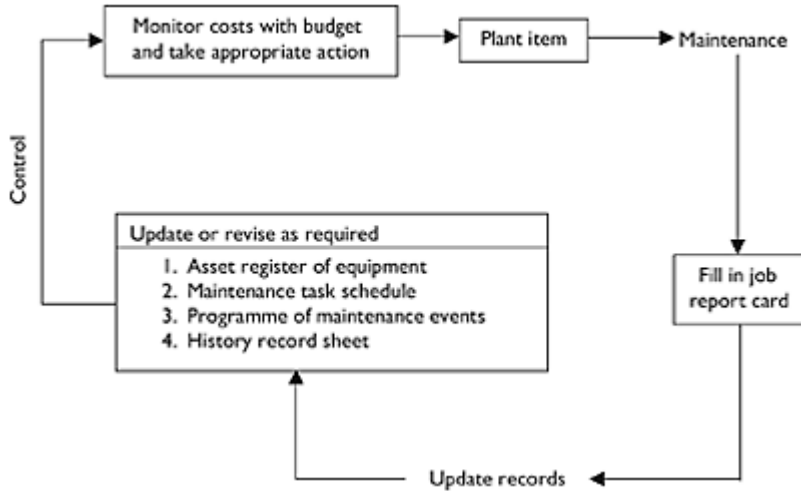 Monitor costs with budget
and take appropriate action
Plant item
Maintenance
Control
Update or revise as required
1. Asset register of equipment
2. Maintenance task schedule
3. Programme of maintenance events
4. History record sheet
Fill in job
report card
Update records